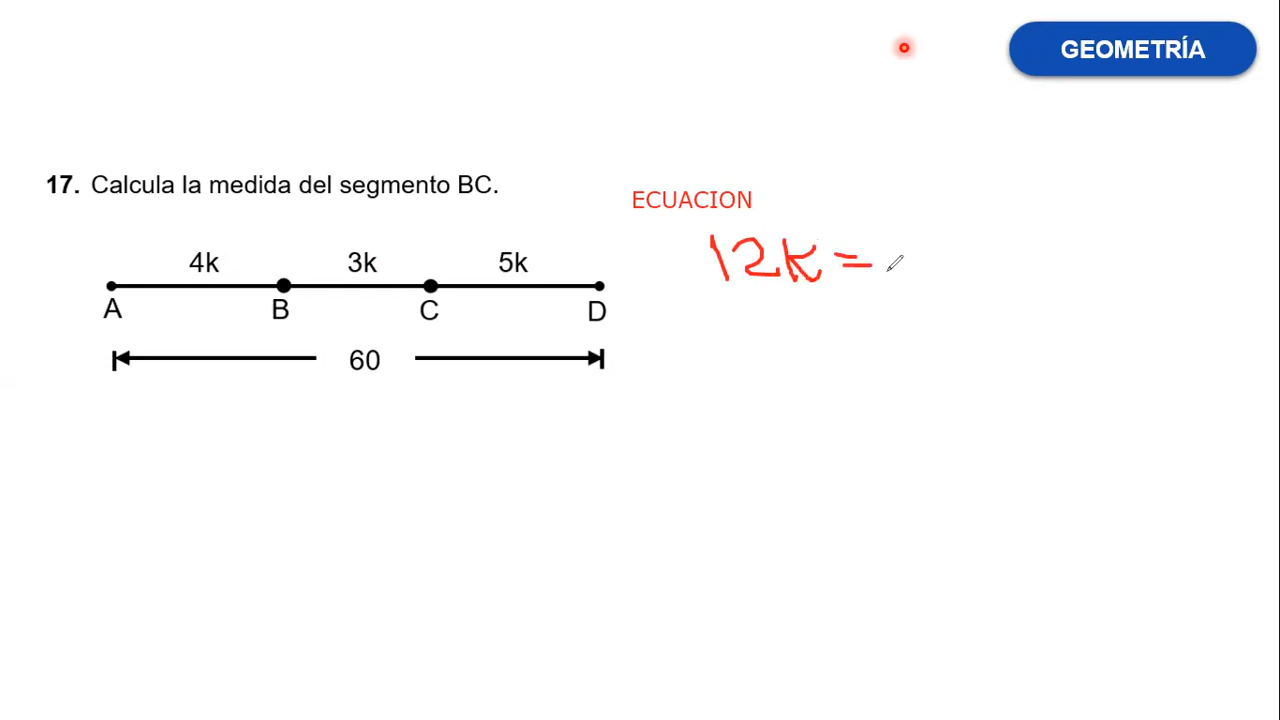 GEOMETRÍA
17. Calcula la medida del segmento BC.
ECUACION
12k=
4k 3k 5k
A B C D
60